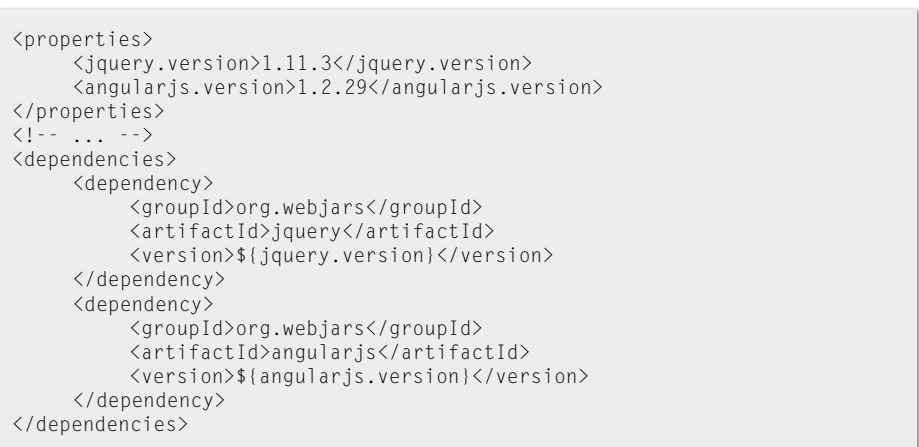 <properties>
<jquery.version>1.11.3</jquery.version>
<angularjs.version>1.2.29</angularjs.version>
</properties>
<!-- ... -->
<dependencies>
<dependency>
<groupId>org.webjars</groupId>
<artifactId>jquery</artifactId>
<version>${jquery.version}</version>
</dependency>
<dependency>
<groupId>org.webjars</groupId>
<artifactId>angularjs</artifactId>
<version>${angularjs.version}</version>
</dependency>
</dependencies>